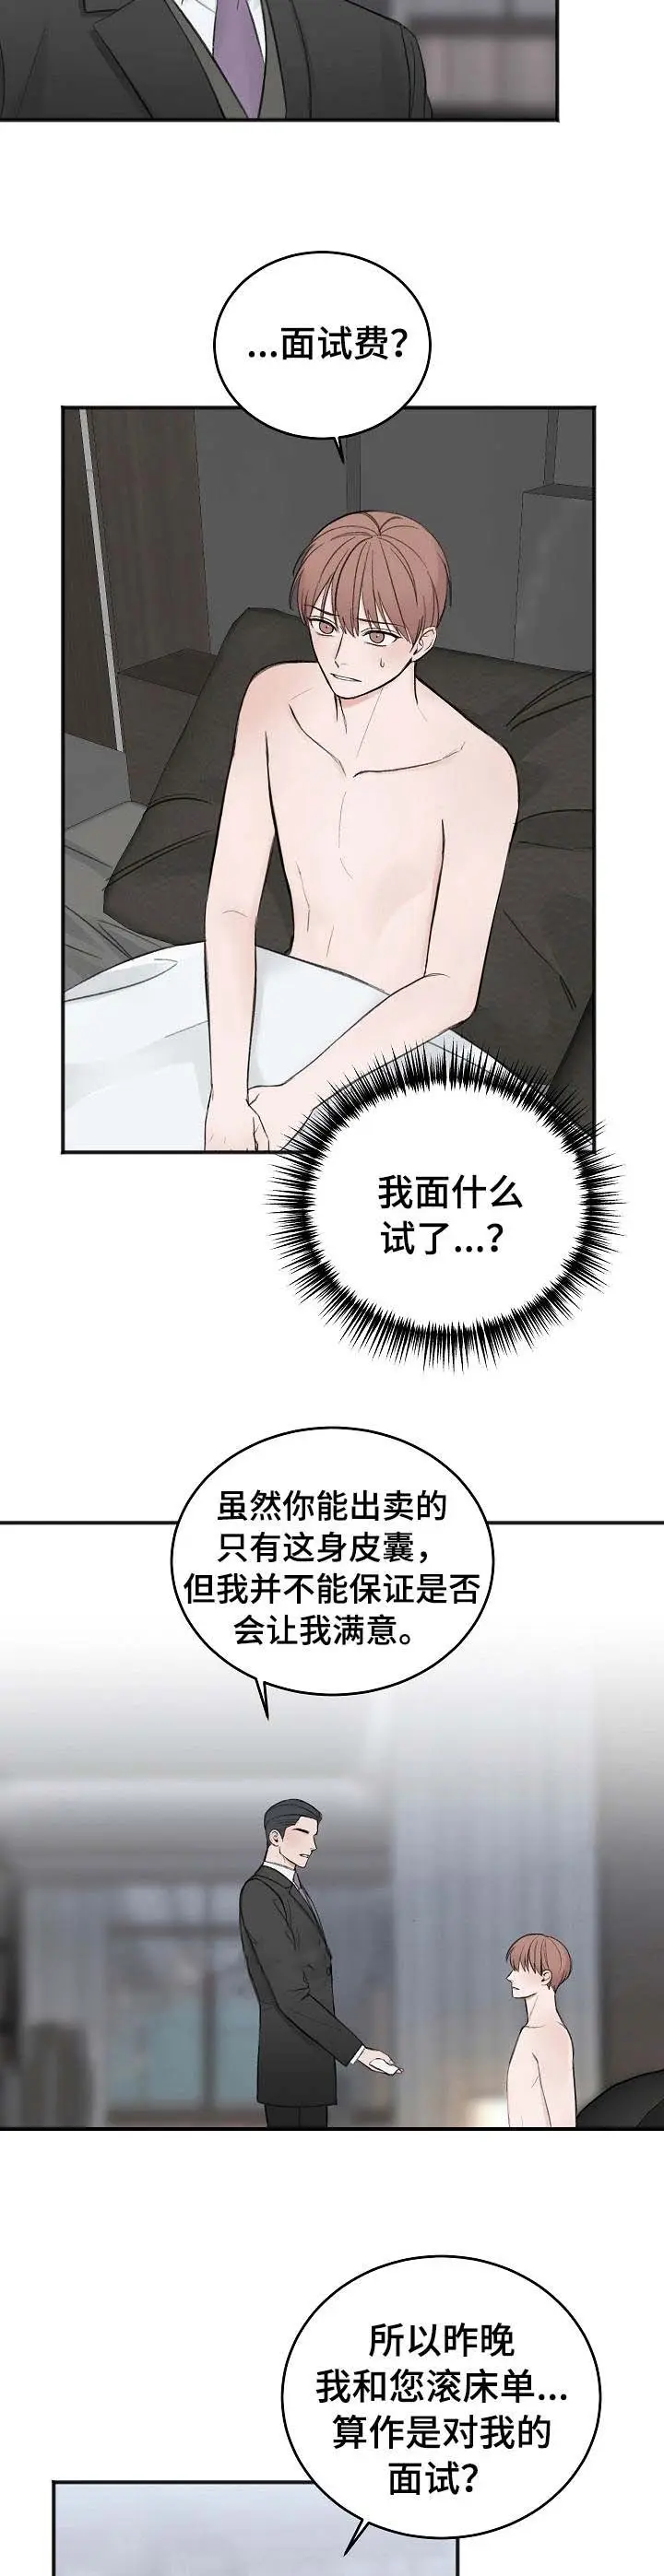 …面试费?
我面什么
试了…?
虽然你能出卖的
只有这身皮囊，
但我并不能保证是否
会让我满意。
所以昨晚
我和您滚床单…
算作是对我的
面试?